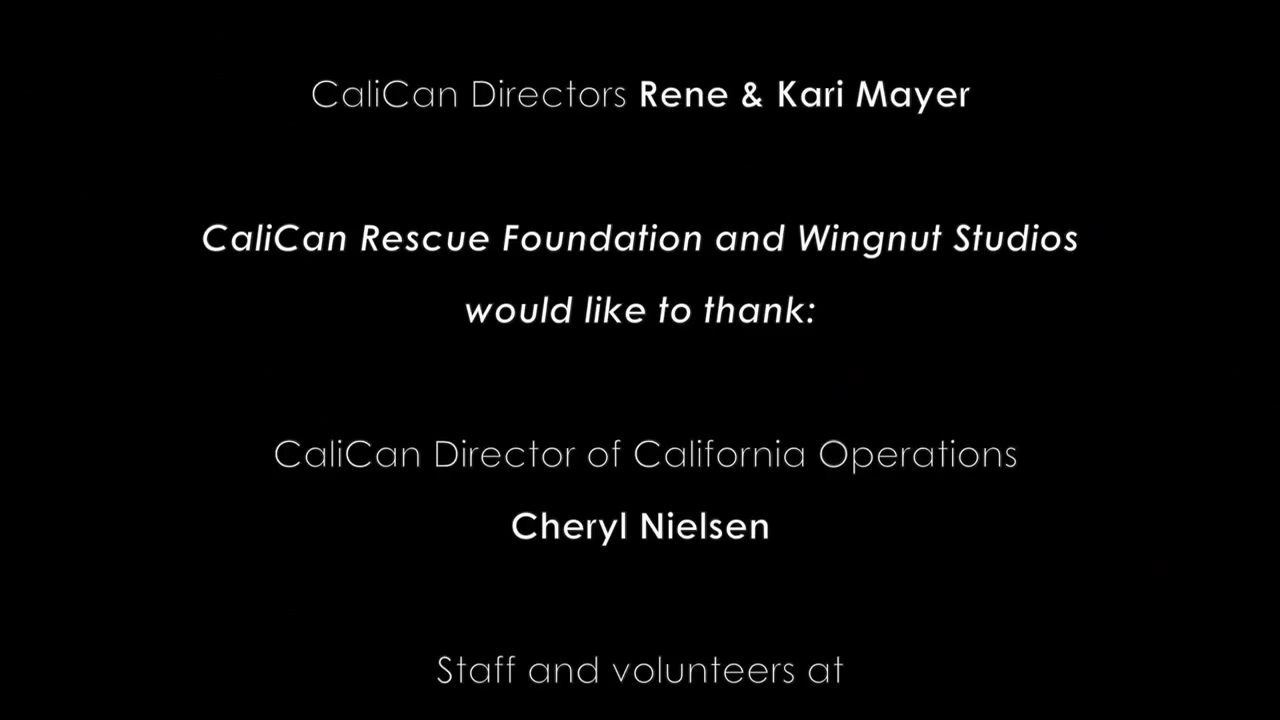 CaliCan Directors Rene & Kari Mayer
CaliCan Rescue Foundation and Wingnut Studios
would like to thank:
CaliCan Director of California Operations
Cheryl Nielsen
Staff and volunteers at